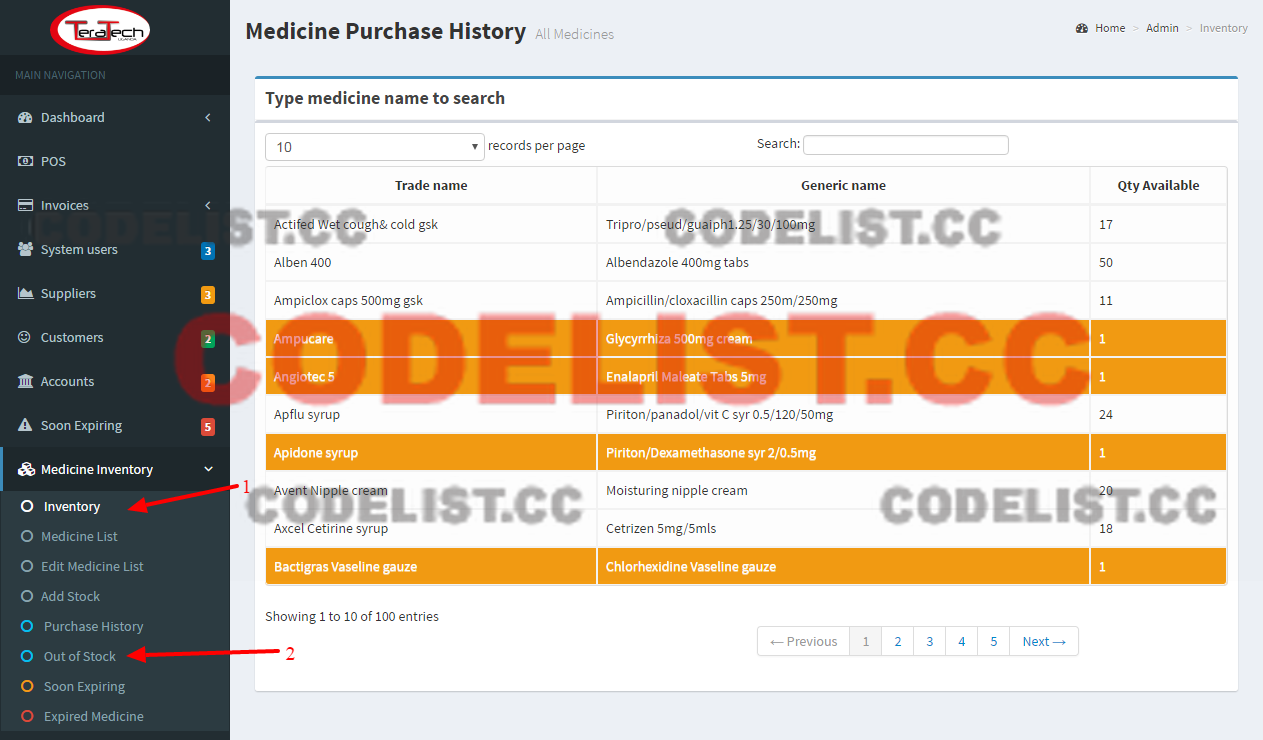 TeraTech
UGANDA
MAIN NAVIGATION
Dashboard
POS
Invoices
System users 3
Suppliers 3
Customers 2
Accounts 2
Soon Expiring 5
Medicine Inventory
Inventory
Medicine List
Edit Medicine List
Add Stock
Purchase History
Out of Stock
Soon Expiring
Expired Medicine
1
2
Medicine Purchase History All Medicines
Home > Admin > Inventory
Type medicine name to search
10 records per page Search:
Trade name Generic name Qty Available
Actifed Wet cough& cold gsk Tripro/pseud/guaiph1.25/30/100mg 17
Alben 400 Albendazole 400mg tabs 50
Ampiclox caps 500mg gsk Ampicillin/cloxacillin caps 250m/250mg 11
Ampucare Glycyrrhiza 500mg cream 1
Angiotec 5 Enalapril Maleate Tabs 5mg 1
Apflu syrup Piriton/panadol/vit C syr 0.5/120/50mg 24
Apidone syrup Piriton/Dexamethasone syr 2/0.5mg 1
Avent Nipple cream Moisturing nipple cream 20
Axcel Cetirine syrup Cetrizen 5mg/5mls 18
Bactigras Vaseline gauze Chlorhexidine Vaseline gauze 1
Showing 1 to 10 of 100 entries
← Previous 1 2 3 4 5 Next →
CODELIST.CC
CODELIST.CC
CODELIST.CC
CODELIST.CC
CODELIST.CC